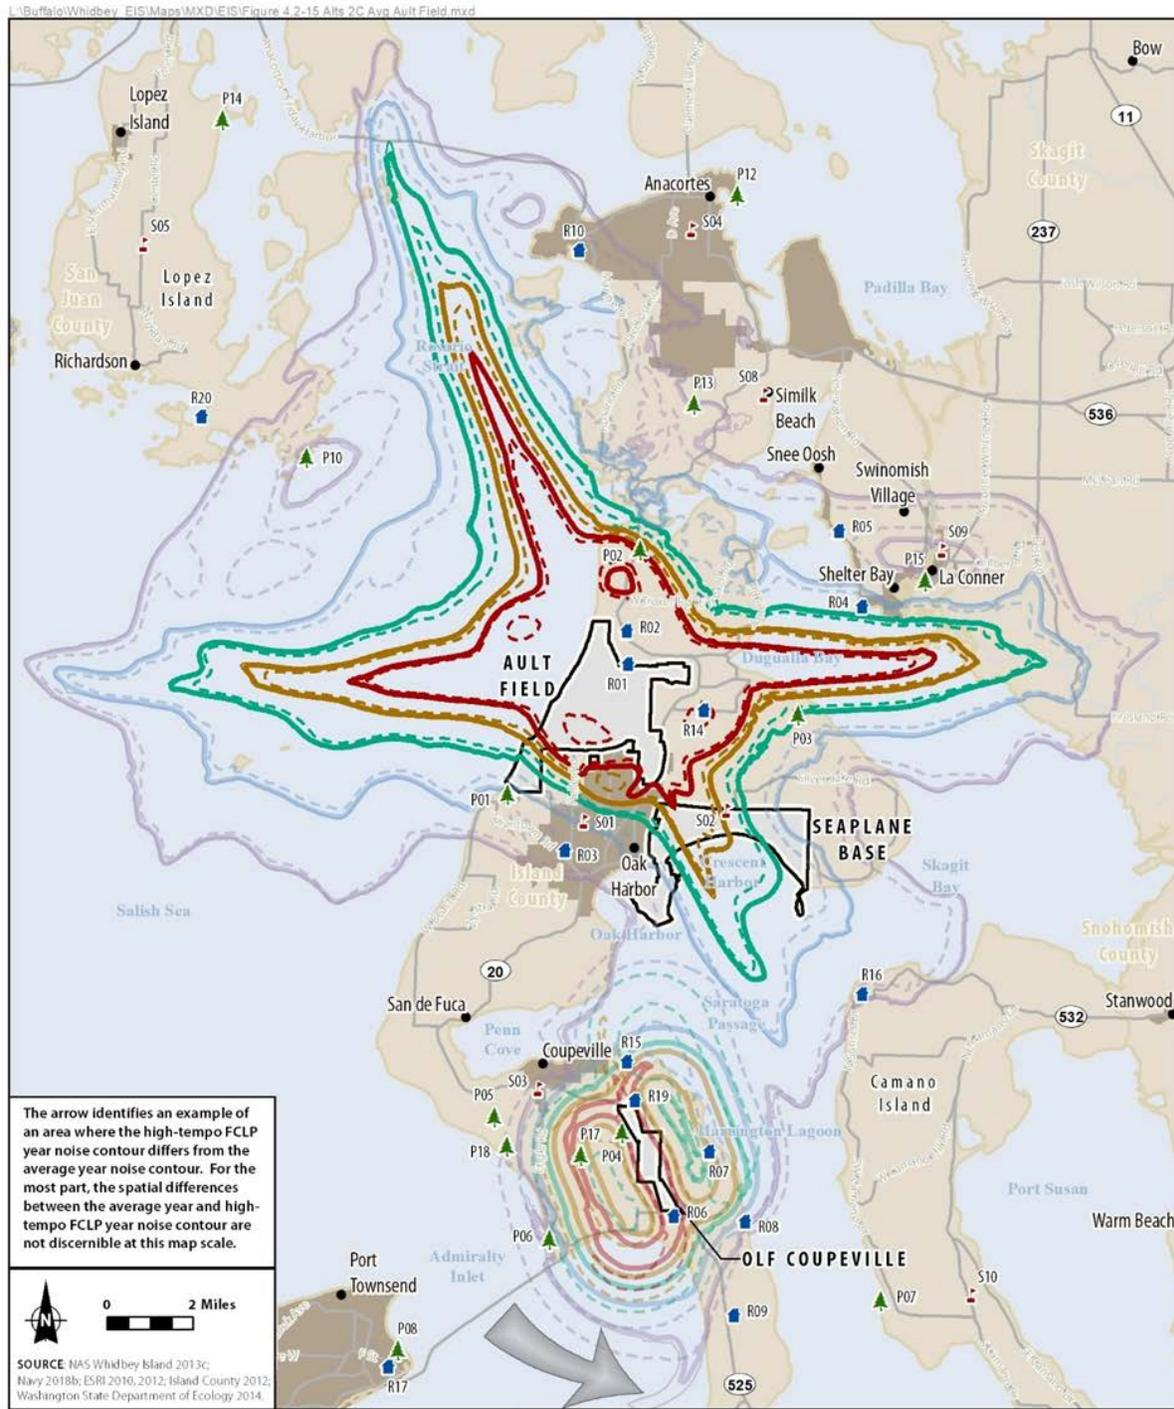 L:\Buffalo\Whidbey_EIS\Maps\MXD\EIS\Figure 4.2-15 Alts 2C Avg Ault Field.mxd
Bow
Lopez
Island
P14
11
Skagit
County
P12
Anacortes
S05
S04
R10
237
San
Juan
County
Lopez
Island
Padilla Bay
Rosario
Strait
Richardson
R20
P13
S08
Similk
Beach
536
P10
Snee Oosh
Swinomish
Village
R05
S09
P02
P15
Shelter Bay
La Conner
R04
R02
AULT
FIELD
R01
Dugualla Bay
R14
P03
P01
S01
S02
SEAPLANE
BASE
R03
Oak
Harbor
Crescent
Harbor
Island
County
Skagit
Bay
Salish Sea
Oak Harbor
Snohomish
County
20
R16
San de Fuca
Saratoga
Passage
Stanwood
532
Penn
Cove
Coupeville
R15
S03
R19
Camano
Island
P05
P17
P04
Harrington Lagoon
P18
R07
Port Susan
R06
R08
Warm Beach
P06
OLF COUPEVILLE
Admiralty
Inlet
S10
P07
R09
525
The arrow identifies an example of
an area where the high-tempo FCLP
year noise contour differs from the
average year noise contour.  For the
most part, the spatial differences
between the average year and high-
tempo FCLP year noise contour are
not discernible at this map scale.
Port
Townsend
P08
R17
N
0 2 Miles
SOURCE: NAS Whidbey Island 2013c;
Navy 2018b; ESRI 2010, 2012; Island County 2012;
Washington State Department of Ecology 2014.